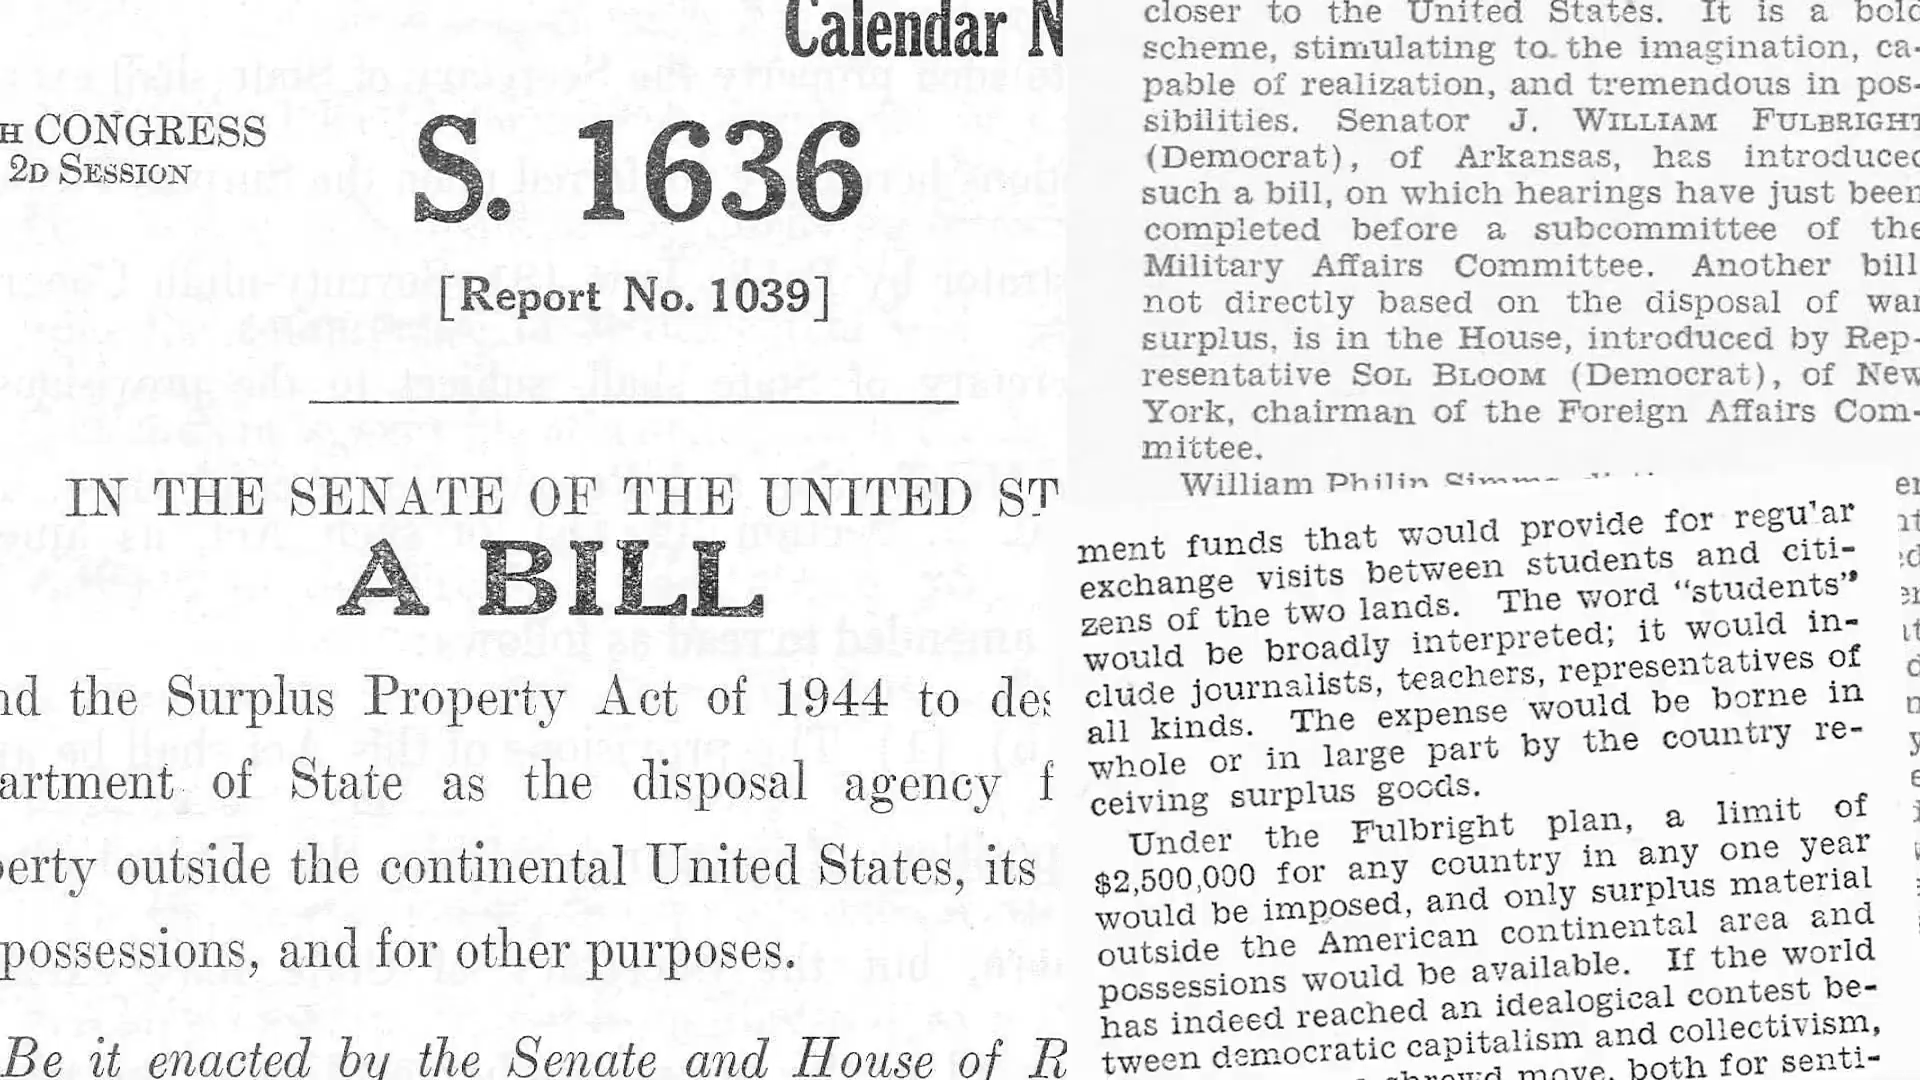 Calendar N
H CONGRESS
2D SESSION
S. 1636
[Report No. 1039]
IN THE SENATE OF THE UNITED ST
A BILL
nd the Surplus Property Act of 1944 to des
artment of State as the disposal agency f
perty outside the continental United States, its
possessions, and for other purposes.
Be it enacted by the Senate and House of R
closer to the United States. It is a bold
scheme, stimulating to the imagination, ca-
pable of realization, and tremendous in pos-
sibilities. Senator J. WILLIAM FULBRIGHT
(Democrat), of Arkansas, has introduced
such a bill, on which hearings have just been
completed before a subcommittee of the
Military Affairs Committee. Another bill
not directly based on the disposal of war
surplus, is in the House, introduced by Rep-
resentative SOL BLOOM (Democrat), of New
York, chairman of the Foreign Affairs Com-
mittee.
William Philip Simms
ment funds that would provide for regu'ar
exchange visits between students and citi-
zens of the two lands. The word "students"
would be broadly interpreted; it would in-
clude journalists, teachers, representatives of
all kinds. The expense would be borne in
whole or in large part by the country re-
ceiving surplus goods.
Under the Fulbright plan, a limit of
$2,500,000 for any country in any one year
would be imposed, and only surplus material
outside the American continental area and
possessions would be available. If the world
has indeed reached an idealogical contest be-
tween democratic capitalism and collectivism,
shrewd move, both for senti-